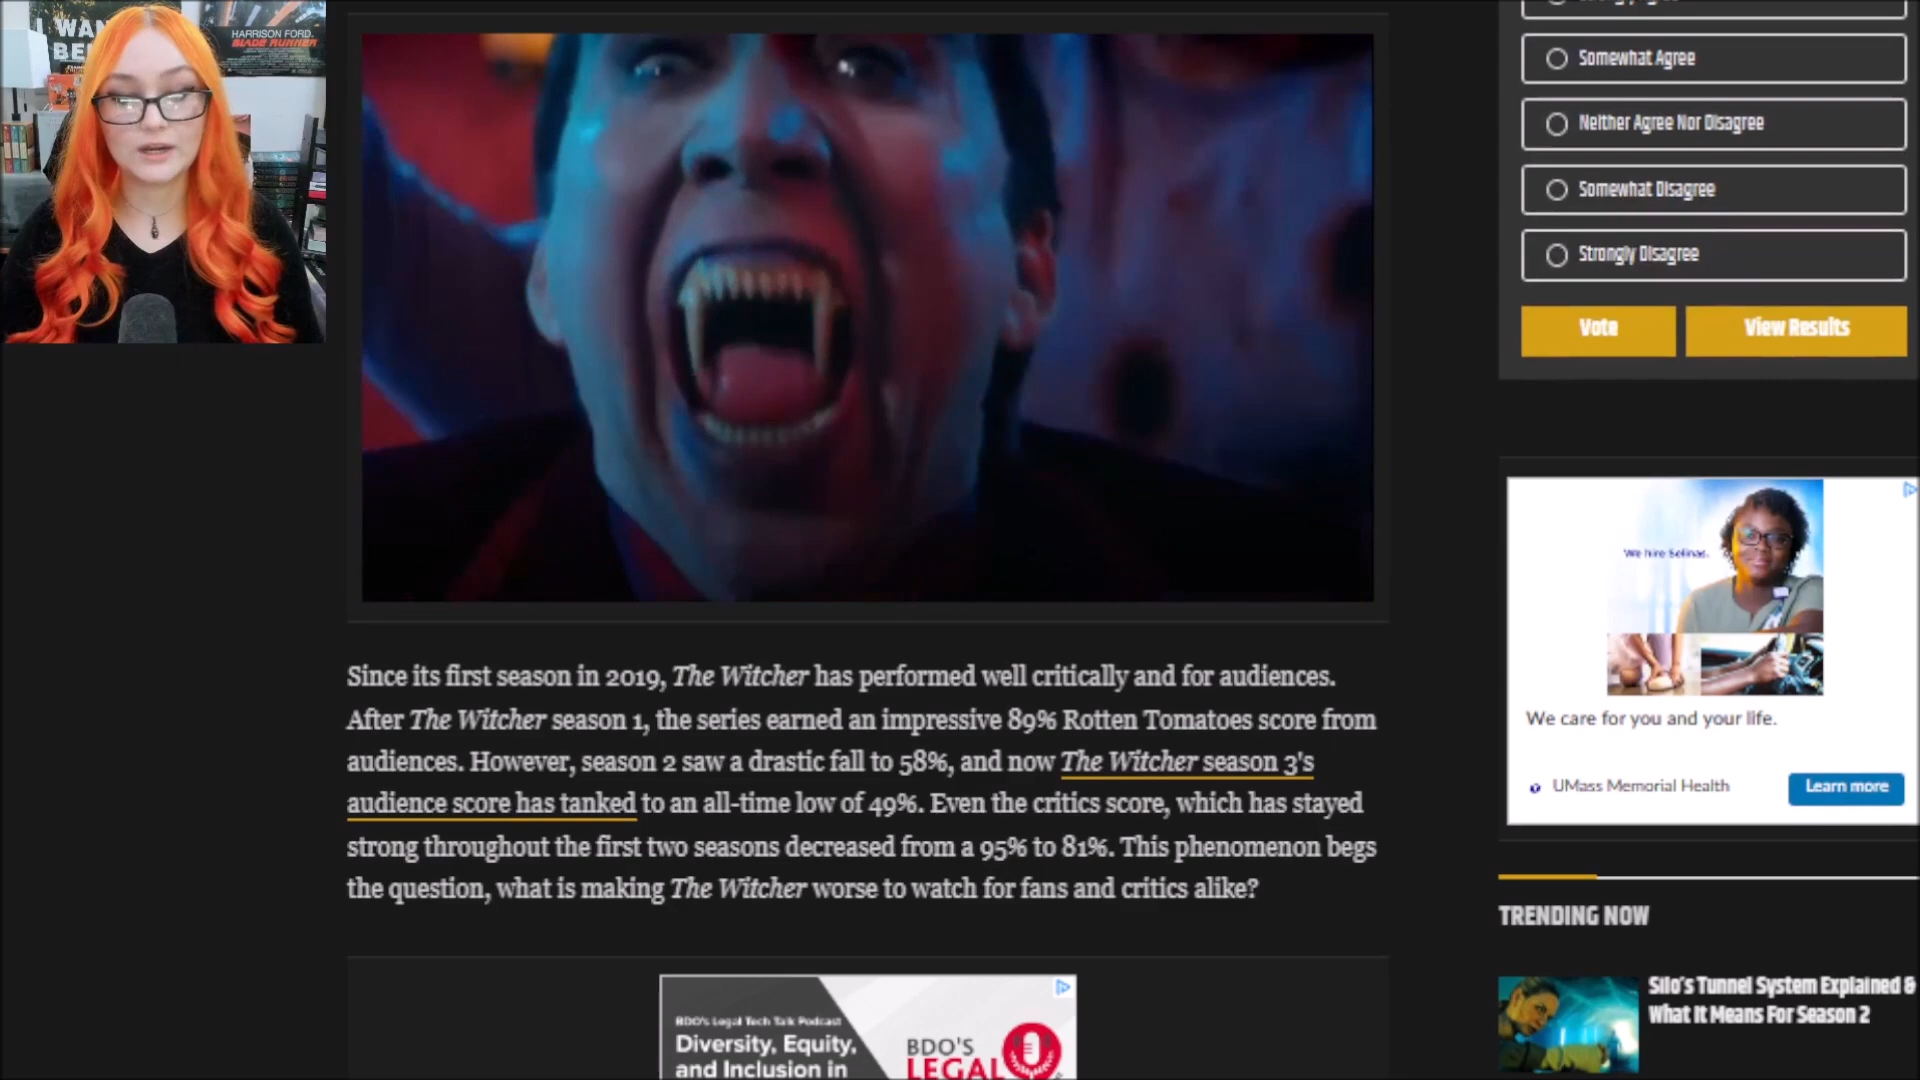 I WAN
BE
HARRISON FORD.
BLADE RUNNER
Somewhat Agree
Neither Agree Nor Disagree
Somewhat Disagree
Strongly Disagree
Vote
View Results
We hire Selinas.
We care for you and your life.
UMass Memorial Health
Learn more
Since its first season in 2019, The Witcher has performed well critically and for audiences.
After The Witcher season 1, the series earned an impressive 89% Rotten Tomatoes score from
audiences. However, season 2 saw a drastic fall to 58%, and now The Witcher season 3's
audience score has tanked to an all-time low of 49%. Even the critics score, which has stayed
strong throughout the first two seasons decreased from a 95% to 81%. This phenomenon begs
the question, what is making The Witcher worse to watch for fans and critics alike?
TRENDING NOW
Silo's Tunnel System Explained &
What It Means For Season 2
BDO's Legal Tech Talk Podcast
Diversity, Equity,
and Inclusion in
BDO'S
LEGAL